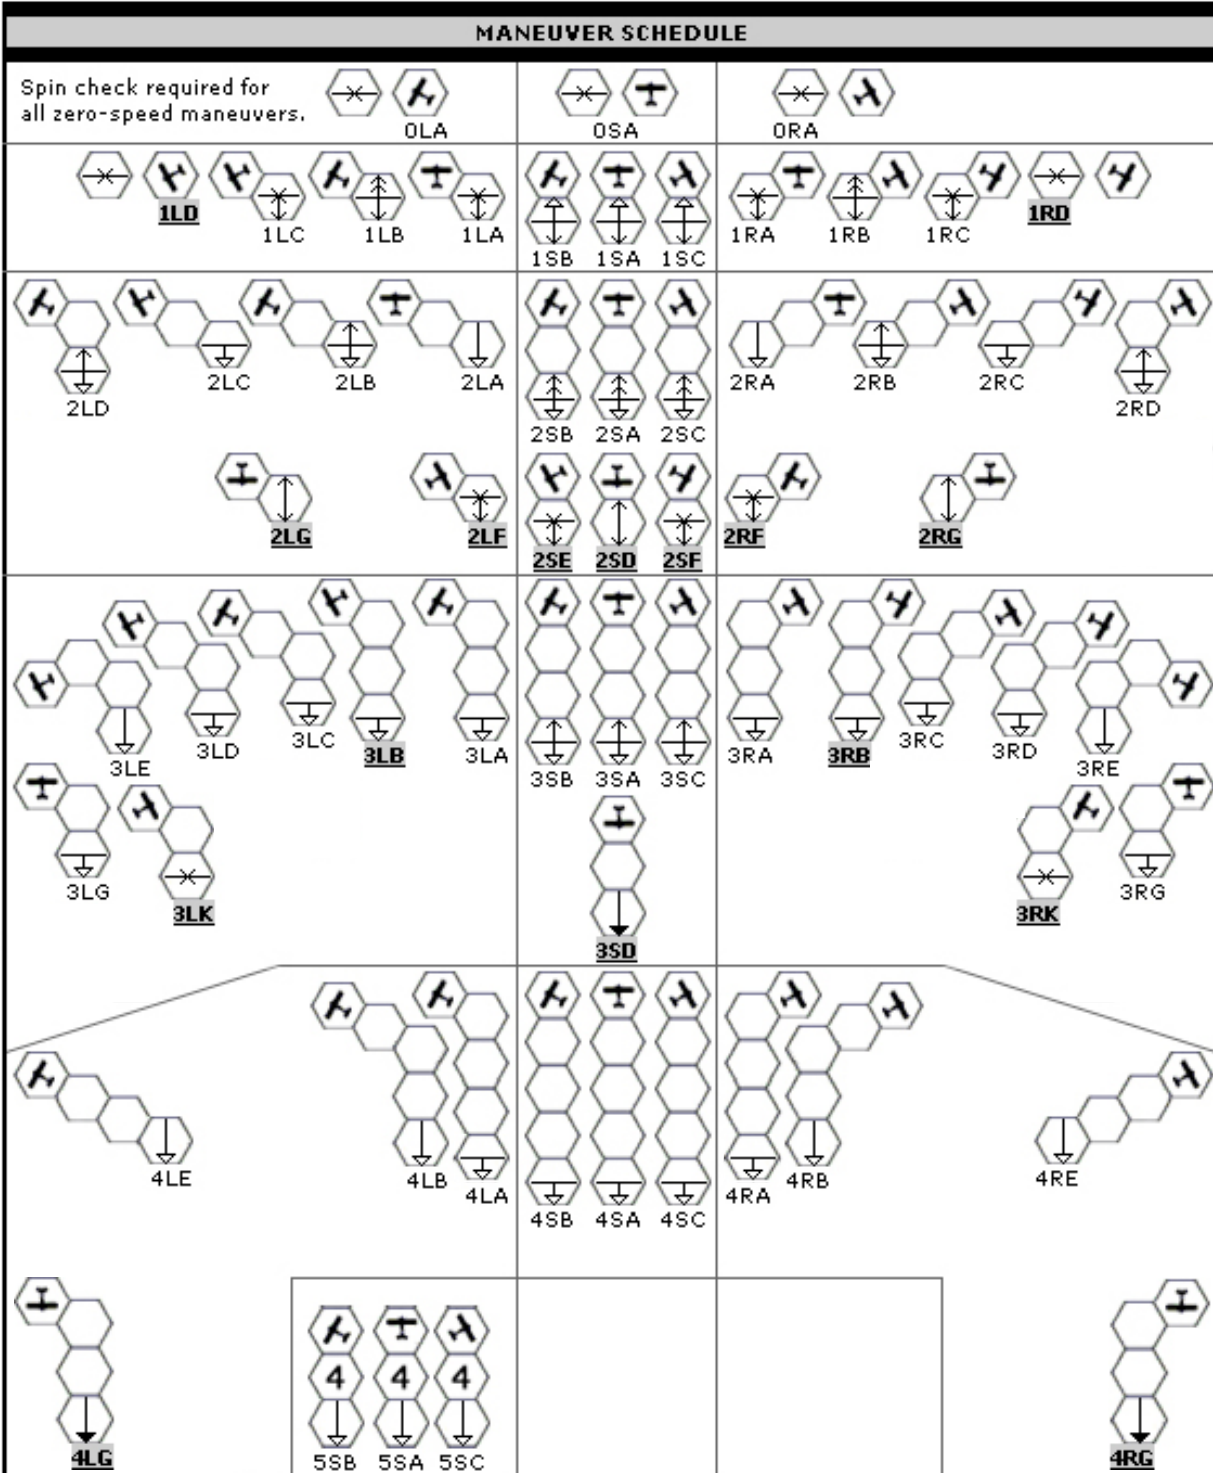 MANEUVER SCHEDULE
Spin check required for
all zero-speed maneuvers.
0LA
0SA
0RA
1LD
1LC
1LB
1LA
1SB
1SA
1SC
1RA
1RB
1RC
1RD
2LD
2LC
2LB
2LA
2SB
2SA
2SC
2RA
2RB
2RC
2RD
2LG
2LF
2SE
2SD
2SF
2RF
2RG
3LE
3LD
3LC
3LB
3LA
3SB
3SA
3SC
3RA
3RB
3RC
3RD
3RE
3LG
3LK
3SD
3RK
3RG
4LE
4LB
4LA
4SB
4SA
4SC
4RA
4RB
4RE
4LG
4
4
4
5SB
5SA
5SC
4RG